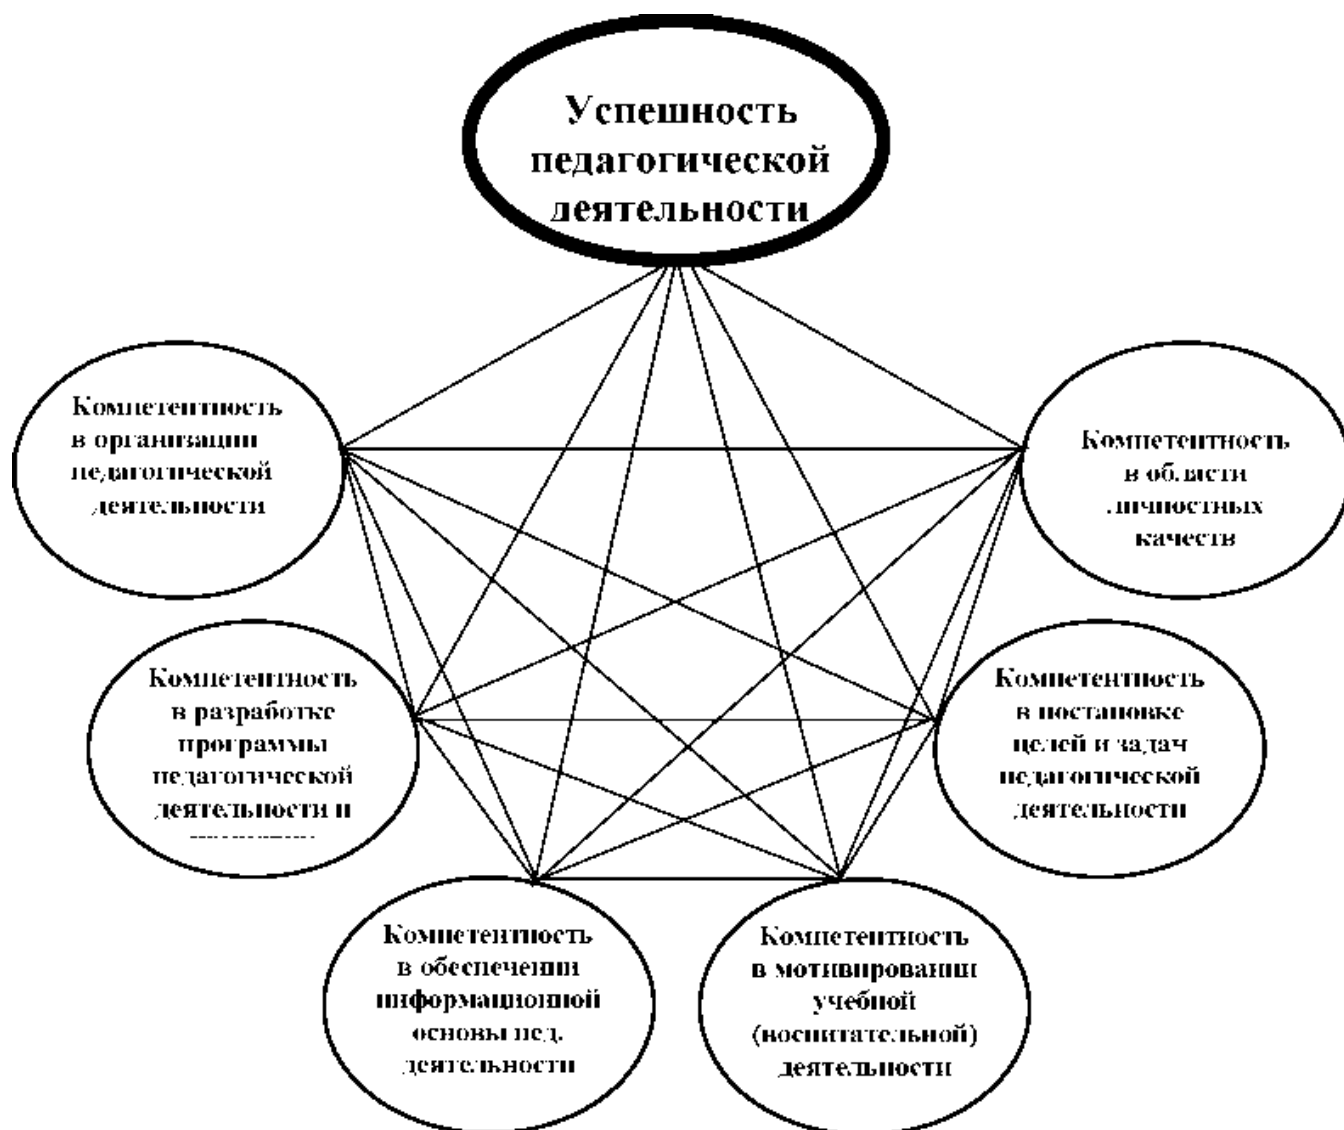 Успешность
педагогической
деятельности
Компетентность
в организации
педагогической
деятельности
Компетентность
в области
личностных
качеств
Компетентность
в разработке
программы
педагогической
деятельности и
Компетентность
в постановке
целей и задач
педагогической
деятельности
Компетентность
в обеспечении
информационной
основы пед.
деятельности
Компетентность
в мотивировании
учебной
(воспитательной)
деятельности